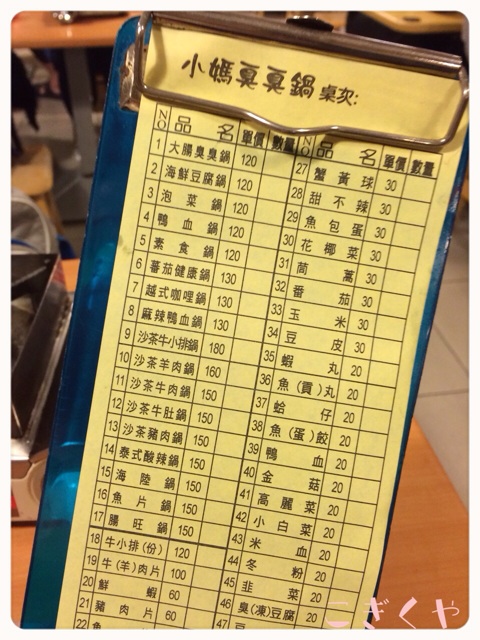 小媽臭臭鍋 桌次:
NO 品名 單價 數量 NO 品名 單價 數量
1 大腸臭臭鍋 120 27 蟹黃球 30
2 海鮮豆腐鍋 120 28 甜不辣 30
3 泡菜鍋 120 29 魚包蛋 30
4 鴨血鍋 120 30 花椰菜 30
5 素食鍋 120 31 茼蒿 30
6 蕃茄健康鍋 130 32 番茄 30
7 越式咖哩鍋 130 33 玉米 30
8 麻辣鴨血鍋 130 34 豆皮 30
9 沙茶牛小排鍋 180 35 蝦丸 20
10 沙茶羊肉鍋 160 36 魚(貢)丸 20
11 沙茶牛肉鍋 150 37 蛤仔 20
12 沙茶牛肚鍋 150 38 魚(蛋)餃 20
13 沙茶豬肉鍋 150 39 鴨血 20
14 泰式酸辣鍋 150 40 金菇 20
15 海陸鍋 150 41 高麗菜 20
16 魚片鍋 150 42 小白菜 20
17 腸旺鍋 150 43 米血 20
18 牛小排(份) 120 44 冬粉 20
19 牛(羊)肉片 100 45 韭菜 20
20 鮮蝦 60 46 臭(凍)豆腐 20
21 豬肉片 60 47 豆
22
こぎくや